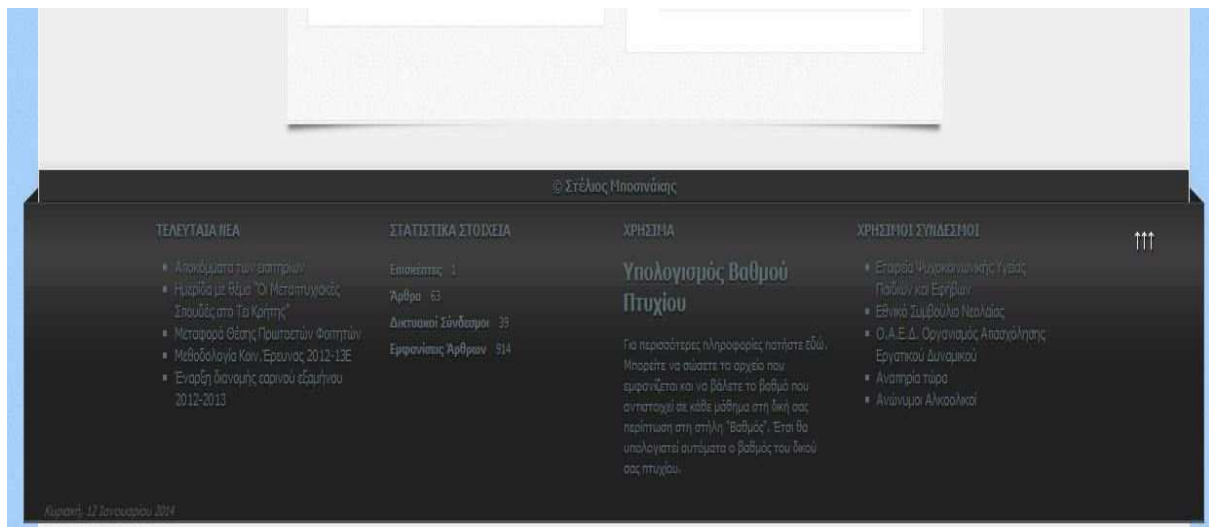 © Στέλιος Μποσινάκης
ΤΕΛΕΥΤΑΙΑ ΝΕΑ
Αποκόμματα των εισιτηρίων
Ημερίδα με θέμα "Οι Μεταπτυχιακές
Σπουδές στο Τει Κρήτης"
Μεταφορά Θέσης Πρωτοετών Φοιτητών
Μεθοδολογία Κοιν. Έρευνας 2012-13Ε
Έναρξη διανομής εαρινού εξαμήνου
2012-2013
ΣΤΑΤΙΣΤΙΚΑ ΣΤΟΙΧΕΙΑ
Επισκέπτες 1
Άρθρα 63
Δικτυακοί Σύνδεσμοι 39
Εμφανίσεις Άρθρων 914
ΧΡΗΣΙΜΑ
Υπολογισμός Βαθμού
Πτυχίου
Για περισσότερες πληροφορίες πατήστε εδώ.
Μπορείτε να σώσετε το αρχείο που
εμφανίζεται και να βάλετε το βαθμό που
αντιστοιχεί σε κάθε μάθημα στη δική σας
περίπτωση στη στήλη "Βαθμός". Έτσι θα
υπολογιστεί αυτόματα ο βαθμός του δικού
σας πτυχίου.
ΧΡΗΣΙΜΟΙ ΣΥΝΔΕΣΜΟΙ
Εταιρεία Ψυχοκοινωνικής Υγείας
Παιδιών και Εφήβων
Εθνικό Συμβούλιο Νεολαίας
Ο.Α.Ε.Δ. Οργανισμός Απασχόλησης
Εργατικού Δυναμικού
Αναπηρία τώρα
Ανώνυμοι Αλκοολικοί
↑↑↑
Κυριακή, 12 Ιανουαρίου 2014